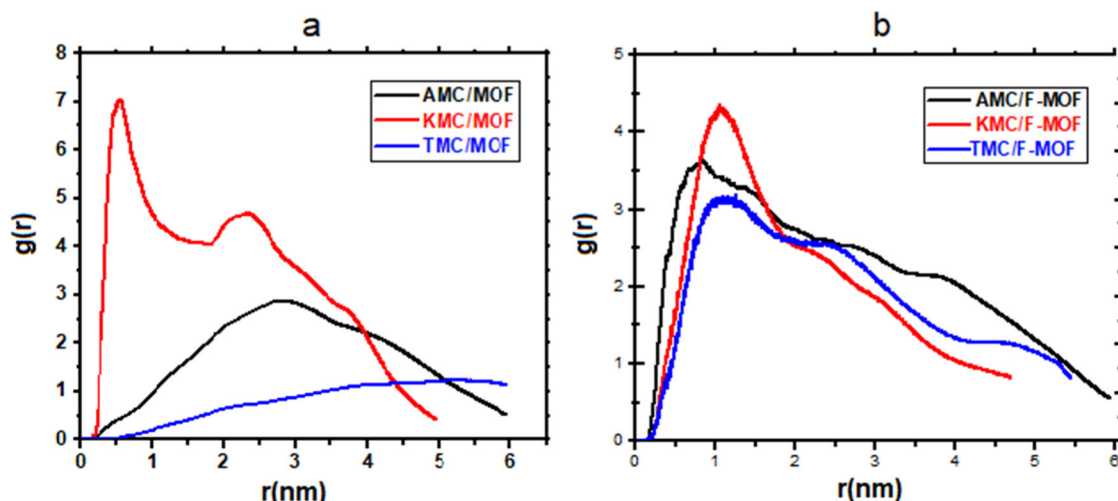 a
8
7
6
5
4
3
2
1
0
g(r)
AMC/MOF
KMC/MOF
TMC/MOF
0 1 2 3 4 5 6
r(nm)
b
5
4
3
2
1
0
g(r)
AMC/F-MOF
KMC/F-MOF
TMC/F-MOF
0 1 2 3 4 5 6
r(nm)